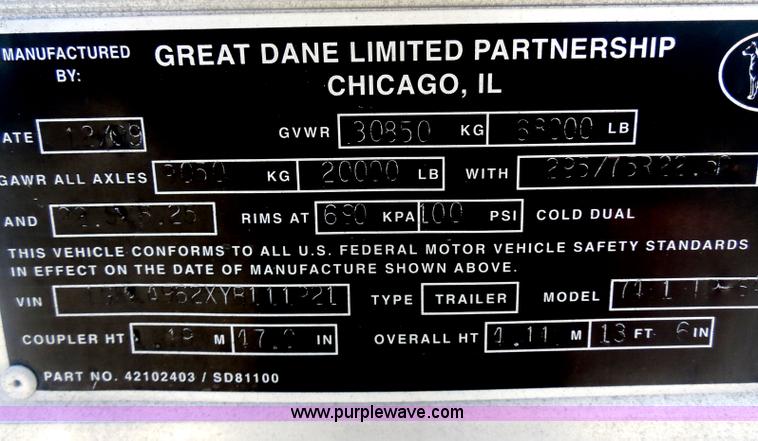 MANUFACTURED BY: GREAT DANE LIMITED PARTNERSHIP
CHICAGO, IL
ATE GVWR 30850 KG 68000 LB
GAWR ALL AXLES KG 20000 LB WITH
AND RIMS AT 690 KPA 100 PSI COLD DUAL
THIS VEHICLE CONFORMS TO ALL U.S. FEDERAL MOTOR VEHICLE SAFETY STANDARDS
IN EFFECT ON THE DATE OF MANUFACTURE SHOWN ABOVE.
VIN TYPE TRAILER MODEL
COUPLER HT M IN OVERALL HT M 13 FT 6 IN
PART NO. 42102403 / SD81100
www.purplewave.com